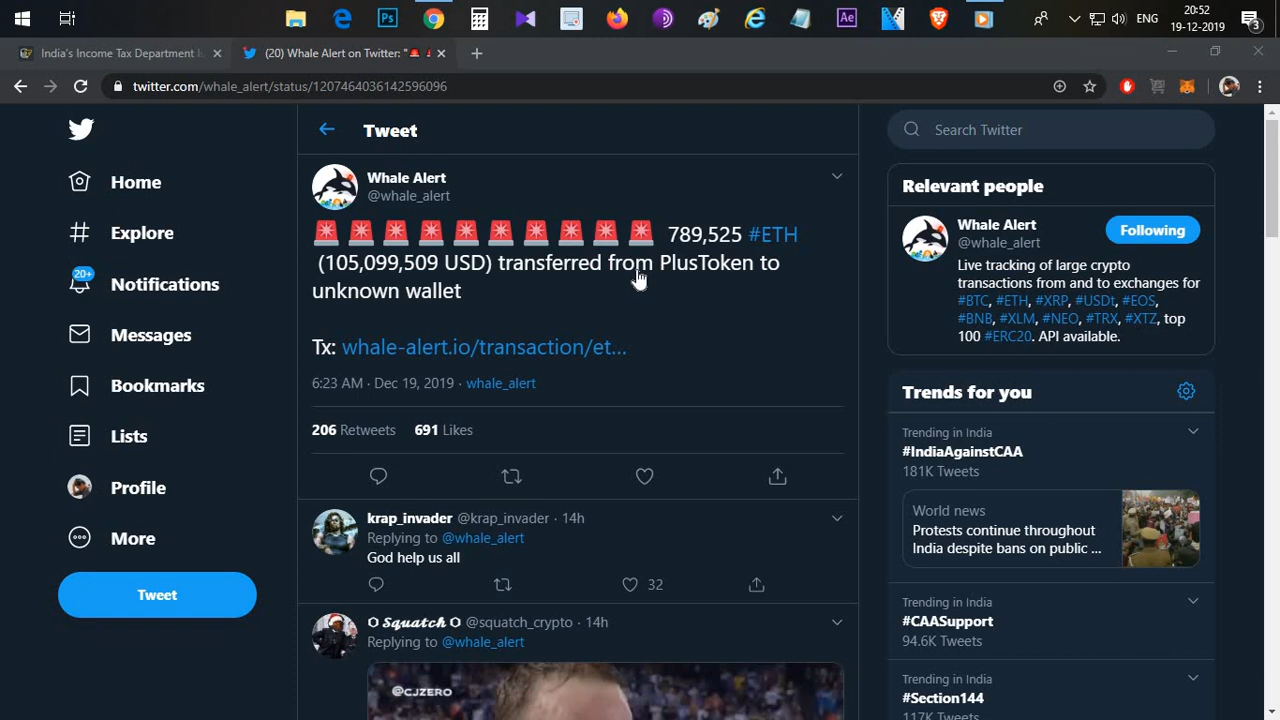 20:52
ENG
19-12-2019
3
India's Income Tax Department i
(20) Whale Alert on Twitter: "🚨
twitter.com/whale_alert/status/1207464036142596096
Home
Explore
20+
Notifications
Messages
Bookmarks
Lists
Profile
More
Tweet
Tweet
Whale Alert
@whale_alert
🚨 🚨 🚨 🚨 🚨 🚨 🚨 🚨 🚨 🚨 789,525 #ETH
(105,099,509 USD) transferred from PlusToken to
unknown wallet
Tx: whale-alert.io/transaction/et...
6:23 AM · Dec 19, 2019 · whale_alert
206 Retweets 691 Likes
krap_invader @krap_invader · 14h
Replying to @whale_alert
God help us all
32
𝕆 𝓢𝓺𝓾𝓪𝓽𝓬𝓱 𝕆 @squatch_crypto · 14h
Replying to @whale_alert
@CJZERO
Search Twitter
Relevant people
Whale Alert
@whale_alert
Following
Live tracking of large crypto
transactions from and to exchanges for
#BTC, #ETH, #XRP, #USDt, #EOS,
#BNB, #XLM, #NEO, #TRX, #XTZ, top
100 #ERC20. API available.
Trends for you
Trending in India
#IndiaAgainstCAA
181K Tweets
World news
Protests continue throughout
India despite bans on public ...
Trending in India
#CAASupport
94.6K Tweets
Trending in India
#Section144
117K Tweets